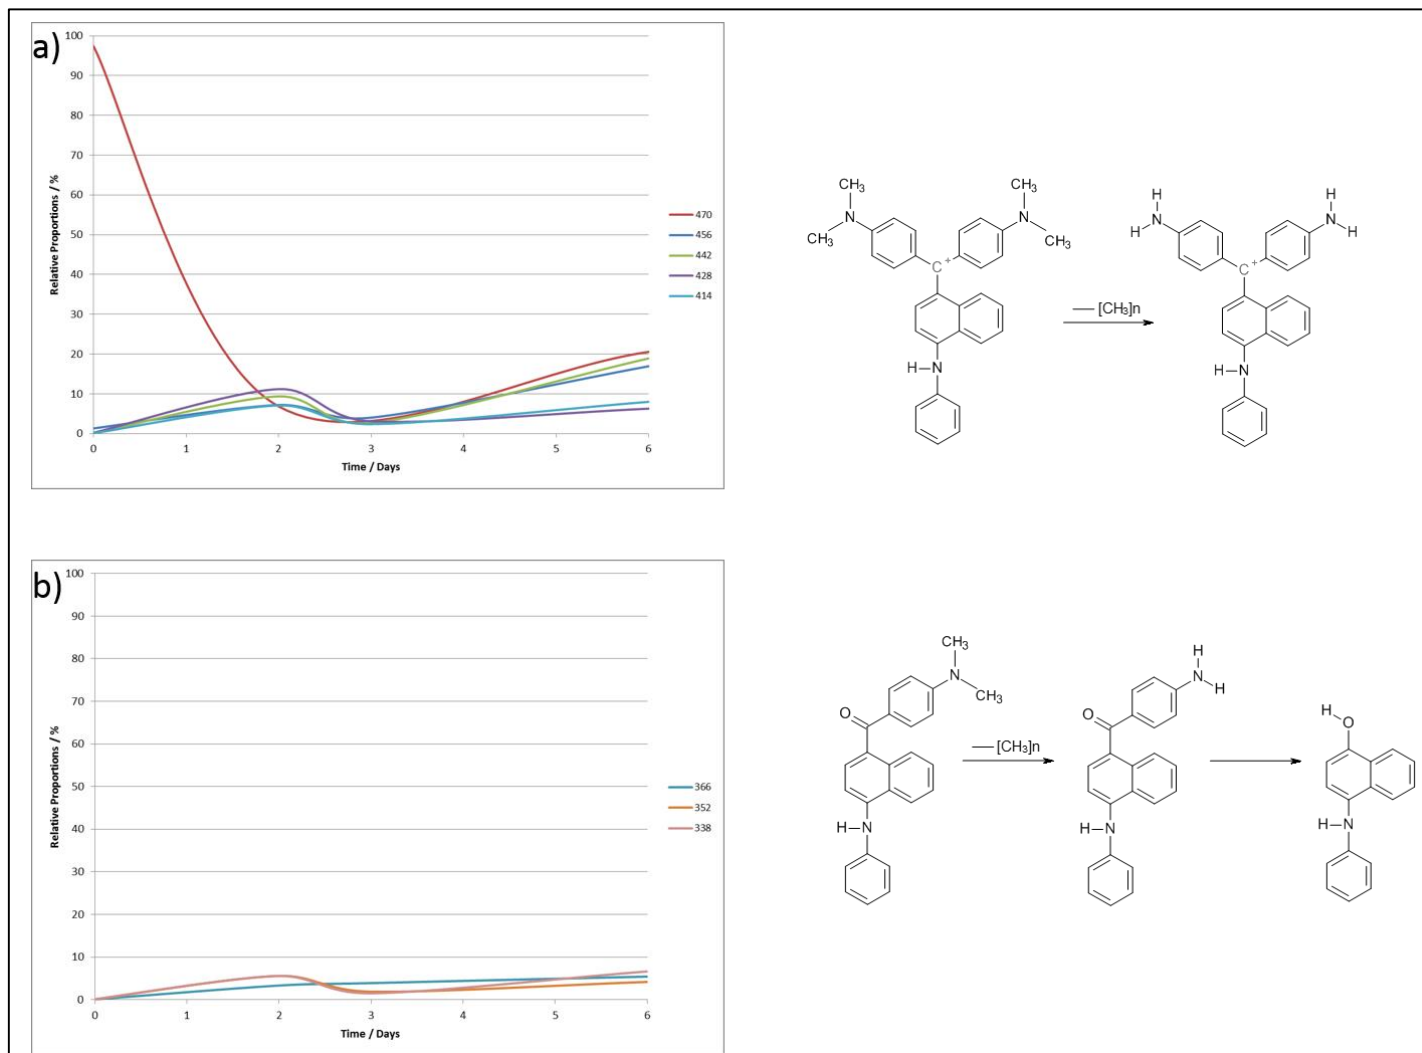 a)
100
90
80
70
60
50
40
30
20
10
0
Relative Proportions / %
0 1 2 3 4 5 6
Time / Days
470
456
442
428
414
CH₃
N
CH₃
CH₃
N
CH₃
C⁺
H–N
— [CH₃]n
H
N
H
H
N
H
C⁺
H–N
b)
100
90
80
70
60
50
40
30
20
10
0
Relative Proportions / %
0 1 2 3 4 5 6
Time / Days
366
352
338
CH₃
N
CH₃
O
H–N
— [CH₃]n
H
N
H
O
H–N
H
O
H–N